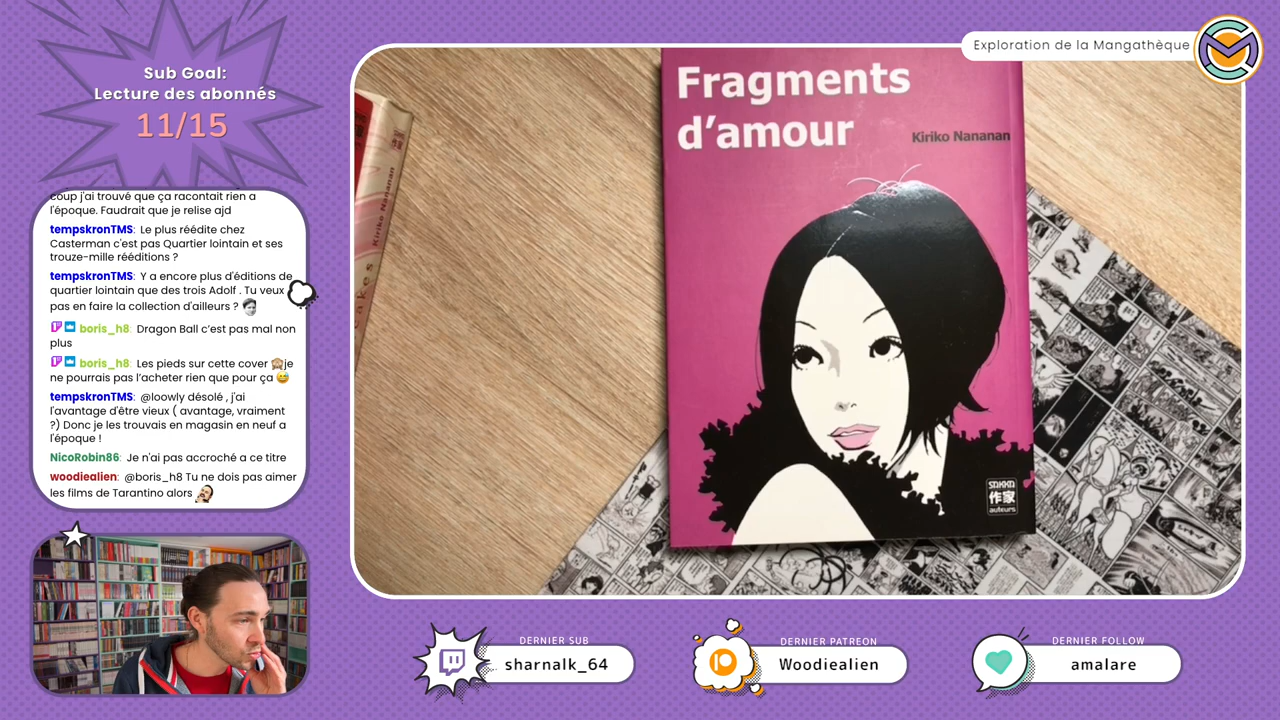 Sub Goal:
Lecture des abonnés
11/15
coup j'ai trouvé que ça racontait rien a
l'époque. Faudrait que je relise ajd
tempskronTMS: Le plus réédite chez
Casterman c'est pas Quartier lointain et ses
trouze-mille rééditions ?
tempskronTMS: Y a encore plus d'éditions de
quartier lointain que des trois Adolf . Tu veux
pas en faire la collection d'ailleurs ?
boris_h8: Dragon Ball c'est pas mal non
plus
boris_h8: Les pieds sur cette cover 🙈je
ne pourrais pas l'acheter rien que pour ça 😅
tempskronTMS: @loowly désolé , j'ai
l'avantage d'être vieux ( avantage, vraiment
?) Donc je les trouvais en magasin en neuf a
l'époque !
NicoRobin86: Je n'ai pas accroché a ce titre
woodiealien: @boris_h8 Tu ne dois pas aimer
les films de Tarantino alors
Exploration de la Mangathèque
Fragments
d'amour
Kiriko Nananan
Kiriko Nananan
SAKKA
作家
auteurs
DERNIER SUB
sharnalk_64
DERNIER PATREON
Woodiealien
DERNIER FOLLOW
amalare